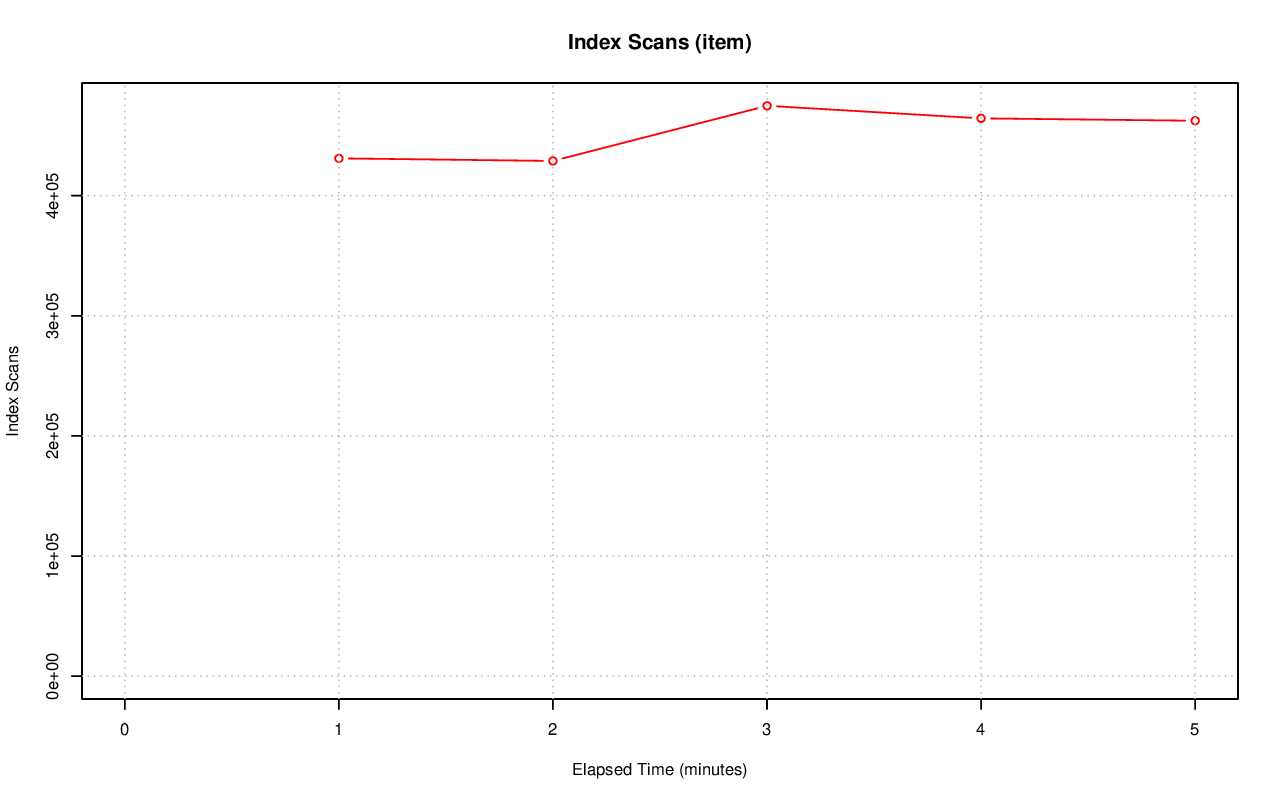 Index Scans (item)
Index Scans
4e+05
3e+05
2e+05
1e+05
0e+00
0 1 2 3 4 5
Elapsed Time (minutes)